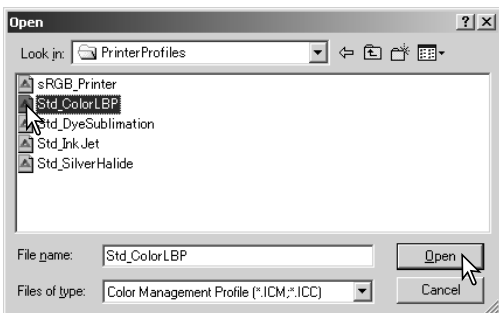 Open
Look in: PrinterProfiles
sRGB_Printer
Std_ColorLBP
Std_DyeSublimation
Std_InkJet
Std_SilverHalide
File name: Std_ColorLBP Open
Files of type: Color Management Profile (*.ICM;*.ICC) Cancel